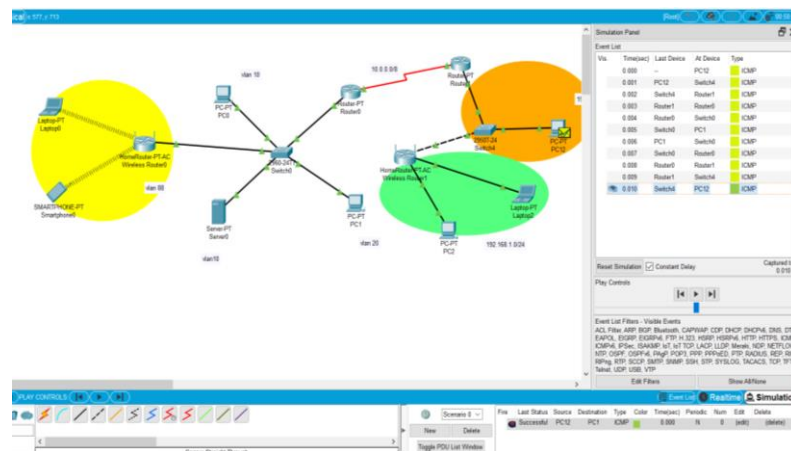 (Root)
vlan 10
10.0.0.0/8
Router-PT
Router0
PC-PT
PC0
Laptop-PT
Laptop0
HomeRouter-PT-AC
Wireless Router0
vlan 80
SMARTPHONE-PT
Smartphone0
Switch0
Server-PT
Server0
vlan10
PC-PT
PC1
vlan 20
Switch4
PC-PT
PC12
HomeRouter-PT-AC
Wireless Router1
Laptop-PT
Laptop2
PC-PT
PC2
192.168.1.0/24
Simulation Panel
Event List
Vis. Time(sec) Last Device At Device Type
0.000 -- PC12 ICMP
0.001 PC12 Switch4 ICMP
0.002 Switch4 Router1 ICMP
0.003 Router1 Router0 ICMP
0.004 Router0 Switch0 ICMP
0.005 Switch0 PC1 ICMP
0.006 PC1 Switch0 ICMP
0.007 Switch0 Router0 ICMP
0.008 Router0 Router1 ICMP
0.009 Router1 Switch4 ICMP
0.010 Switch4 PC12 ICMP
Reset Simulation Constant Delay
Captured to
0.010
Play Controls
Event List Filters - Visible Events
Edit Filters Show All/None
PLAY CONTROLS:
Event List Realtime Simulation
Scenario 0
New Delete
Toggle PDU List Window
Fire Last Status Source Destination Type Color Time(sec) Periodic Num Edit Delete
Successful PC12 PC1 ICMP 0.000 N 0 (edit) (delete)